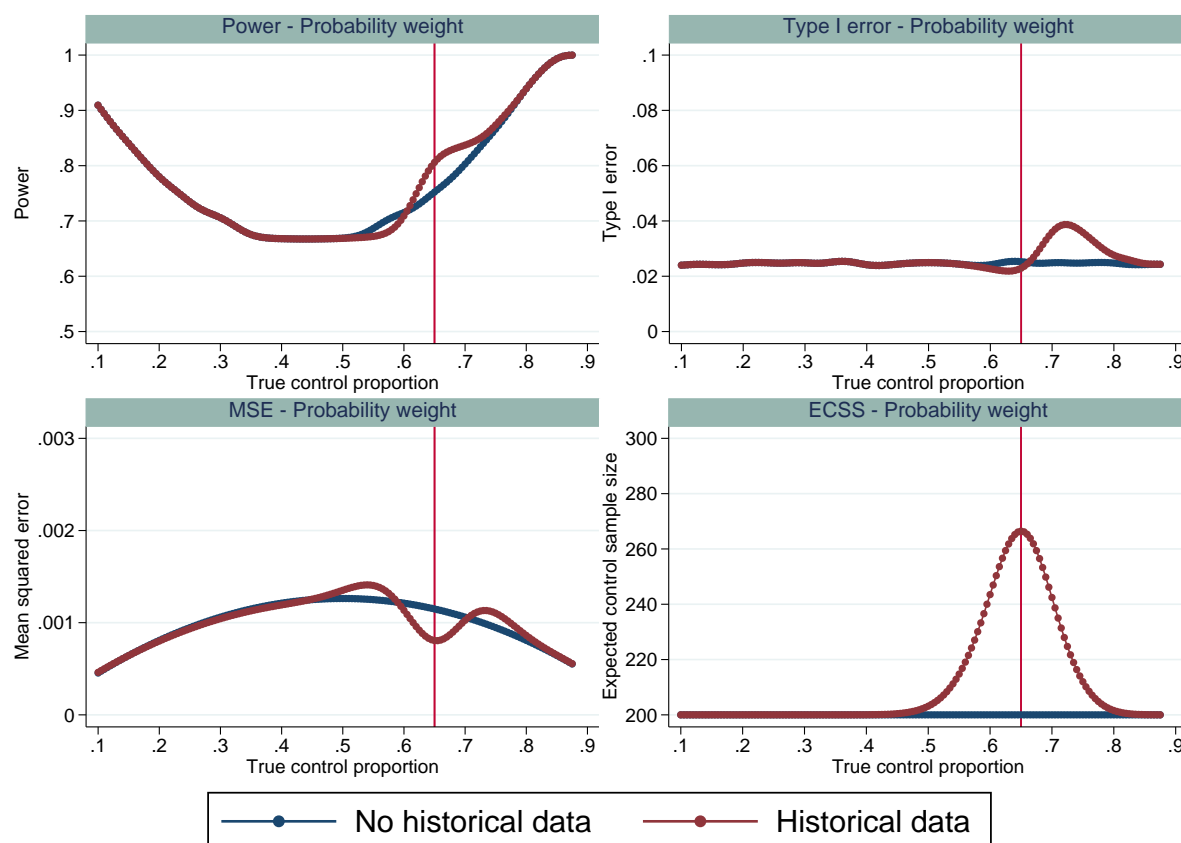 Power - Probability weight
Power
1
.9
.8
.7
.6
.5
.1 .2 .3 .4 .5 .6 .7 .8 .9
True control proportion
Type I error - Probability weight
Type I error
.1
.08
.06
.04
.02
0
.1 .2 .3 .4 .5 .6 .7 .8 .9
True control proportion
MSE - Probability weight
Mean squared error
.003
.002
.001
0
.1 .2 .3 .4 .5 .6 .7 .8 .9
True control proportion
ECSS - Probability weight
Expected control sample size
300
280
260
240
220
200
.1 .2 .3 .4 .5 .6 .7 .8 .9
True control proportion
No historical data Historical data